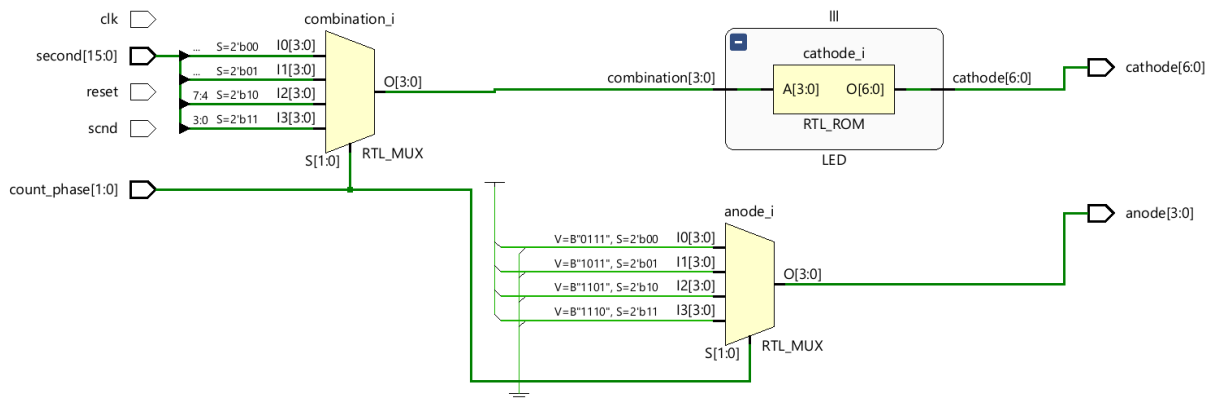 clk
second[15:0]
reset
scnd
count_phase[1:0]
combination_i
... S=2'b00 I0[3:0]
... S=2'b01 I1[3:0]
7:4 S=2'b10 I2[3:0]
3:0 S=2'b11 I3[3:0]
O[3:0]
S[1:0]
RTL_MUX
combination[3:0]
lll
cathode_i
A[3:0] O[6:0]
RTL_ROM
LED
cathode[6:0]
cathode[6:0]
anode_i
V=B"0111", S=2'b00 I0[3:0]
V=B"1011", S=2'b01 I1[3:0]
V=B"1101", S=2'b10 I2[3:0]
V=B"1110", S=2'b11 I3[3:0]
O[3:0]
S[1:0]
RTL_MUX
anode[3:0]